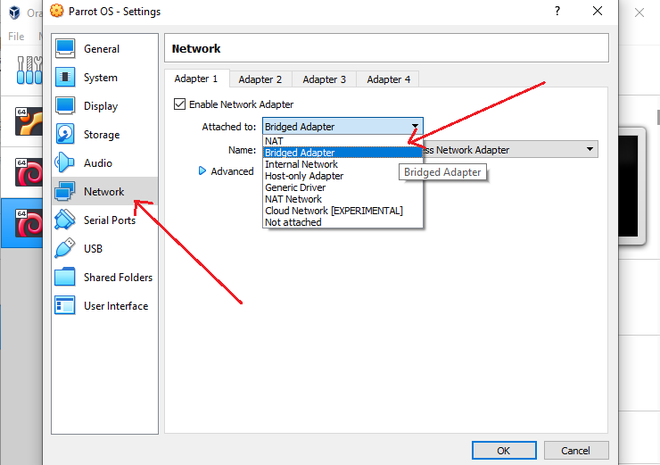 Parrot OS - Settings
?
Ora
File
General
System
Display
Storage
Audio
Network
Serial Ports
USB
Shared Folders
User Interface
64
64
64
Network
Adapter 1 Adapter 2 Adapter 3 Adapter 4
Enable Network Adapter
Attached to: Bridged Adapter
NAT
Bridged Adapter
Internal Network
Host-only Adapter
Generic Driver
NAT Network
Cloud Network [EXPERIMENTAL]
Not attached
Name: ss Network Adapter
Advanced
Bridged Adapter
OK Cancel